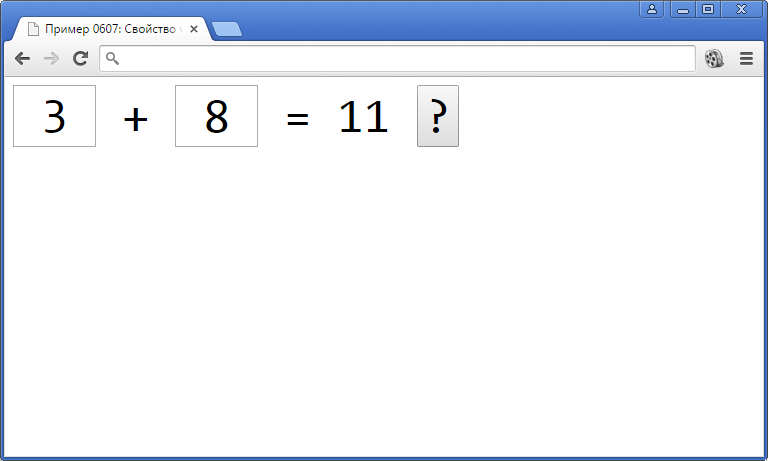 Пример 0607: Свойство
3 + 8 = 11 ?